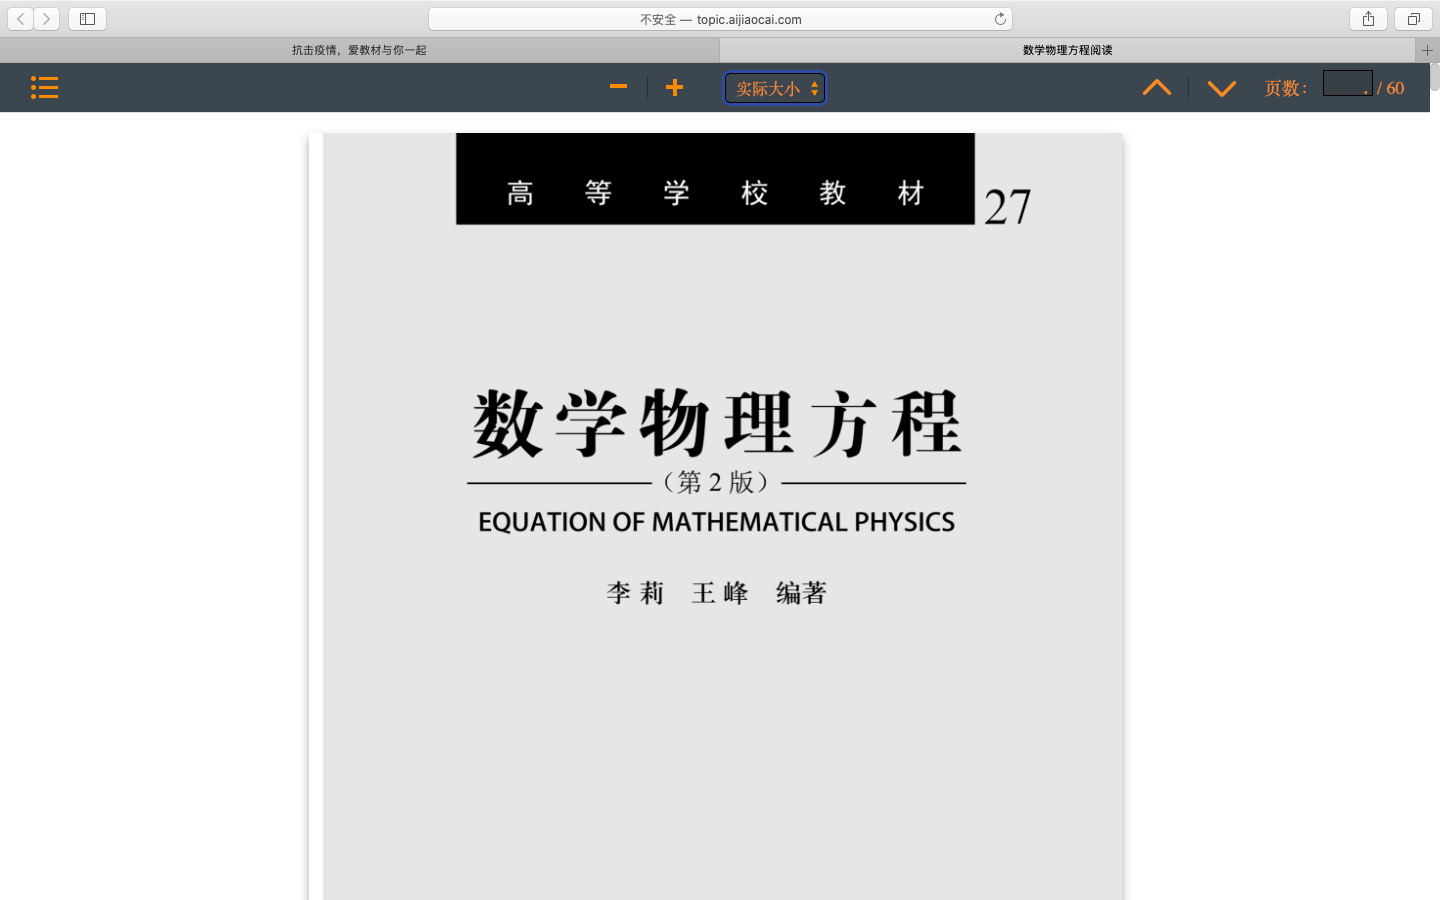 不安全 — topic.aijiaocai.com
抗击疫情，爱教材与你一起
数学物理方程阅读
实际大小
页数：
/ 60
高等学校教材
27
数学物理方程
（第 2 版）
EQUATION OF MATHEMATICAL PHYSICS
李莉 王峰 编著